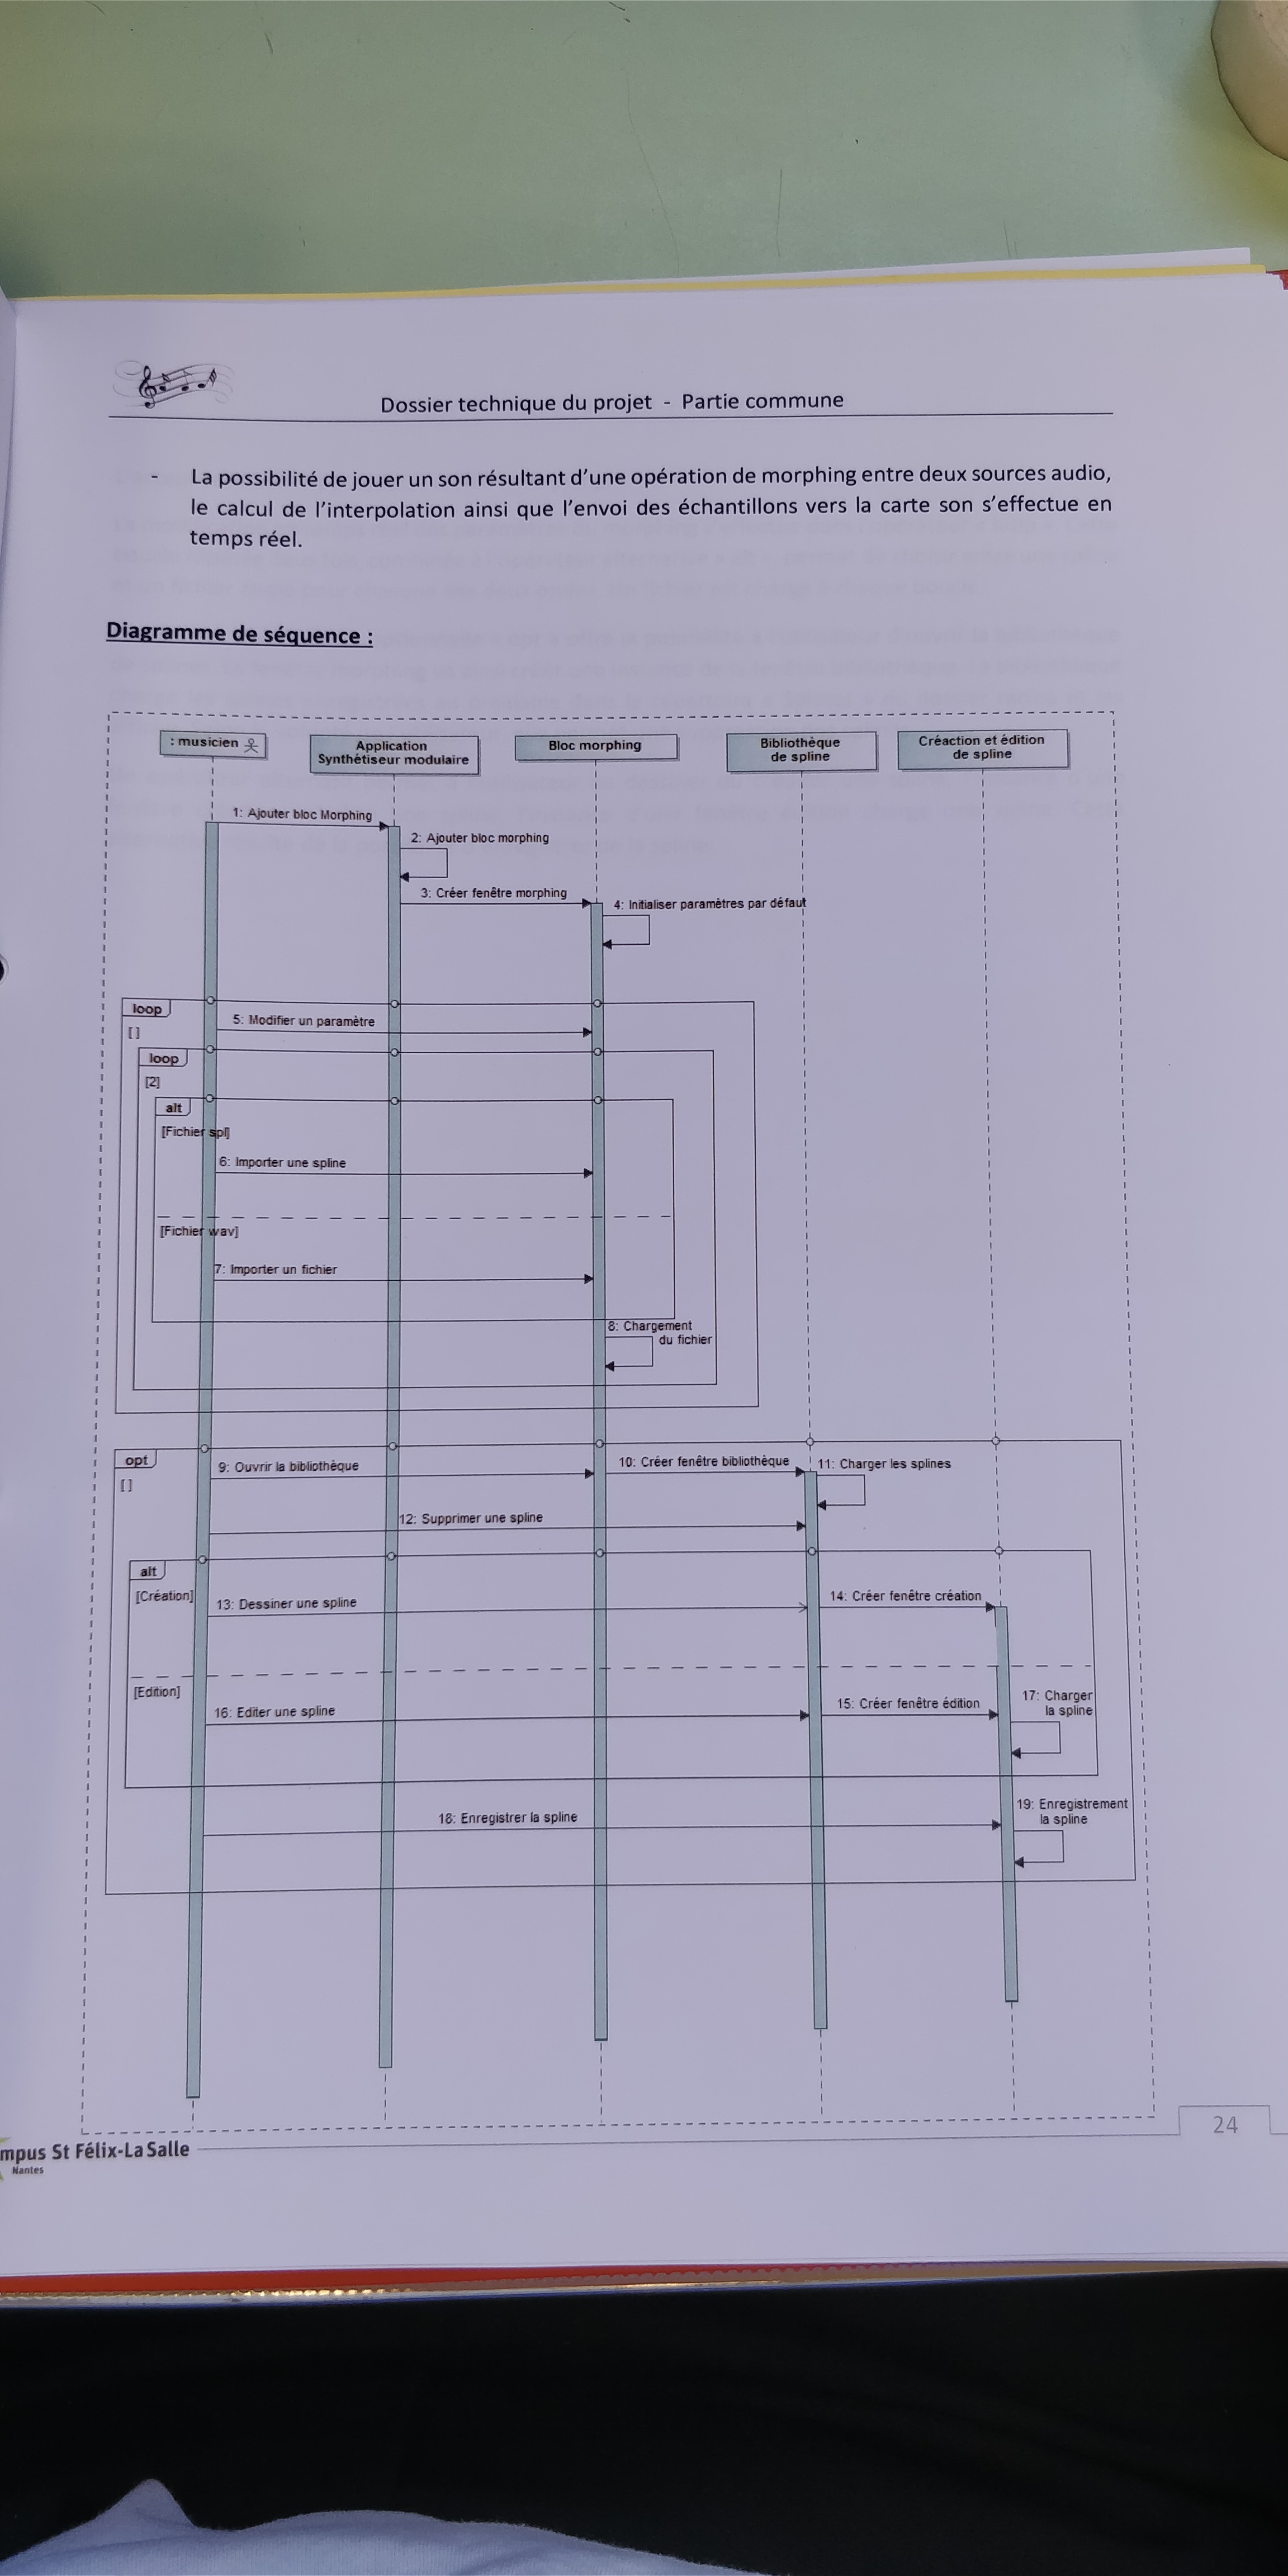 Dossier technique du projet - Partie commune
- La possibilité de jouer un son résultant d'une opération de morphing entre deux sources audio,
le calcul de l'interpolation ainsi que l'envoi des échantillons vers la carte son s'effectue en
temps réel.
Diagramme de séquence :
: musicien
Application
Synthétiseur modulaire
Bloc morphing
Bibliothèque
de spline
Créaction et édition
de spline
1: Ajouter bloc Morphing
2: Ajouter bloc morphing
3: Créer fenêtre morphing
4: Initialiser paramètres par défaut
loop
[ ]
5: Modifier un paramètre
loop
[2]
alt
[Fichier spl]
6: Importer une spline
[Fichier wav]
7: Importer un fichier
8: Chargement
du fichier
opt
[ ]
9: Ouvrir la bibliothèque
10: Créer fenêtre bibliothèque
11: Charger les splines
12: Supprimer une spline
alt
[Création]
13: Dessiner une spline
14: Créer fenêtre création
[Edition]
16: Editer une spline
15: Créer fenêtre édition
17: Charger
la spline
18: Enregistrer la spline
19: Enregistrement
la spline
24
mpus St Félix-La Salle
Nantes